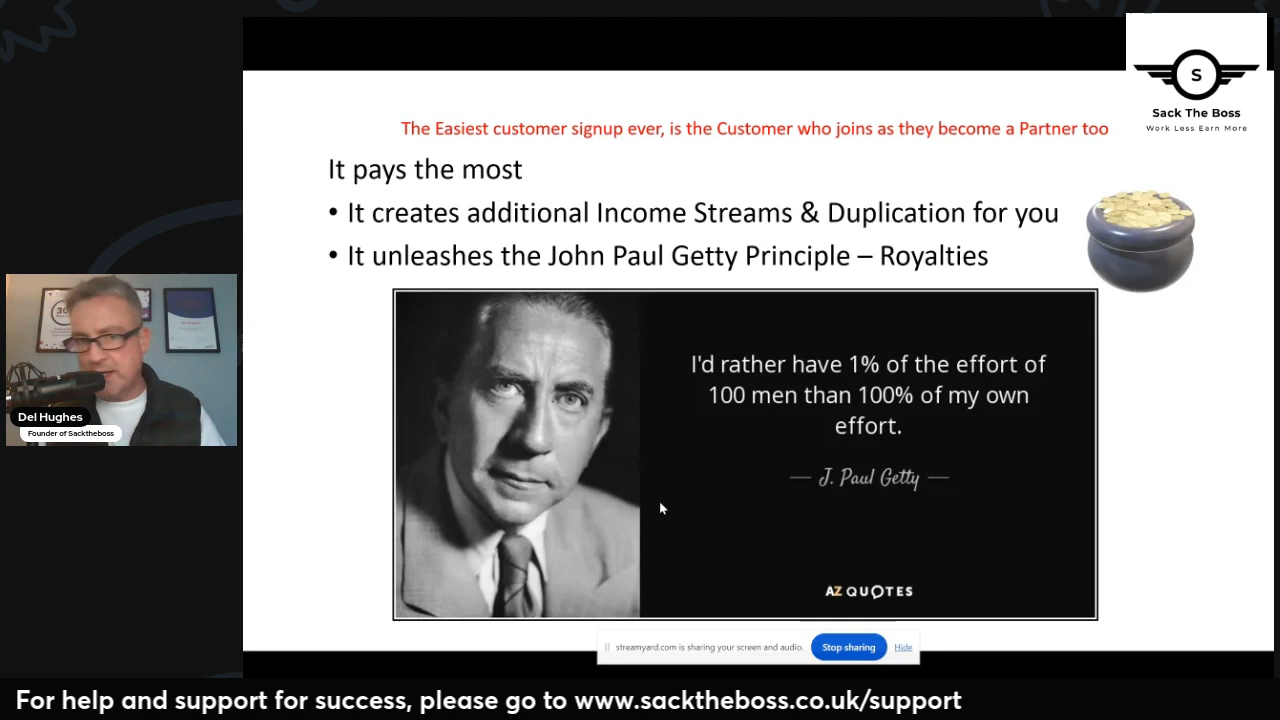 S
Sack The Boss
Work Less Earn More
The Easiest customer signup ever, is the Customer who joins as they become a Partner too
It pays the most
• It creates additional Income Streams & Duplication for you
• It unleashes the John Paul Getty Principle – Royalties
I'd rather have 1% of the effort of
100 men than 100% of my own
effort.
— J. Paul Getty —
AZ QUOTES
30
Del Hughes
Founder of Sacktheboss
streamyard.com is sharing your screen and audio.
Stop sharing
Hide
For help and support for success, please go to www.sacktheboss.co.uk/support